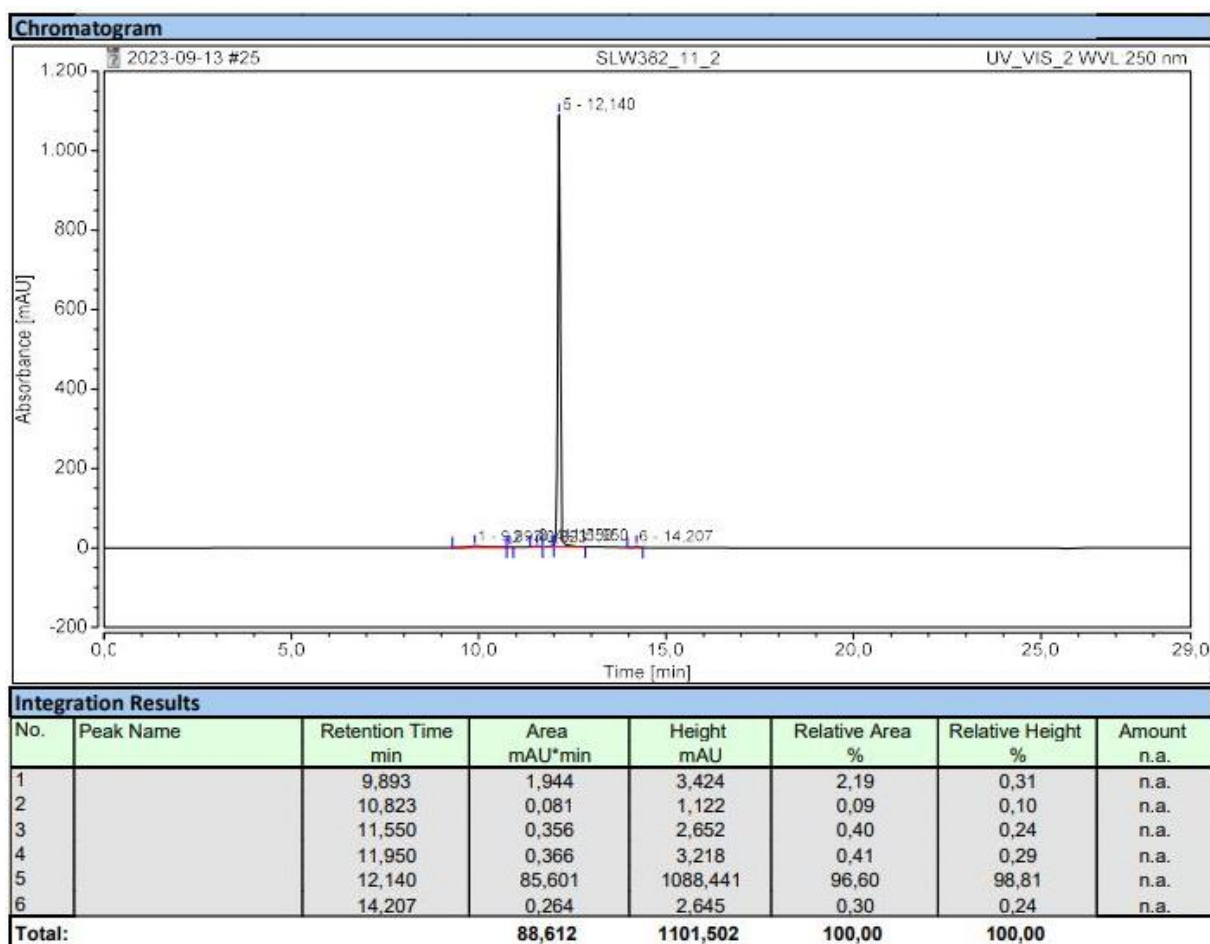 Chromatogram
2023-09-13 #25 SLW382_11_2 UV_VIS_2 WVL:250 nm
1.200
5 - 12,140
1.000
800
600
400
200
0
-200
6 - 14,207
0,0 5,0 10,0 15,0 20,0 25,0 29,0
Absorbance [mAU]
Time [min]
Integration Results
No. Peak Name Retention Time Area Height Relative Area Relative Height Amount
min mAU*min mAU % % n.a.
1 9,893 1,944 3,424 2,19 0,31 n.a.
2 10,823 0,081 1,122 0,09 0,10 n.a.
3 11,550 0,356 2,652 0,40 0,24 n.a.
4 11,950 0,366 3,218 0,41 0,29 n.a.
5 12,140 85,601 1088,441 96,60 98,81 n.a.
6 14,207 0,264 2,645 0,30 0,24 n.a.
Total: 88,612 1101,502 100,00 100,00